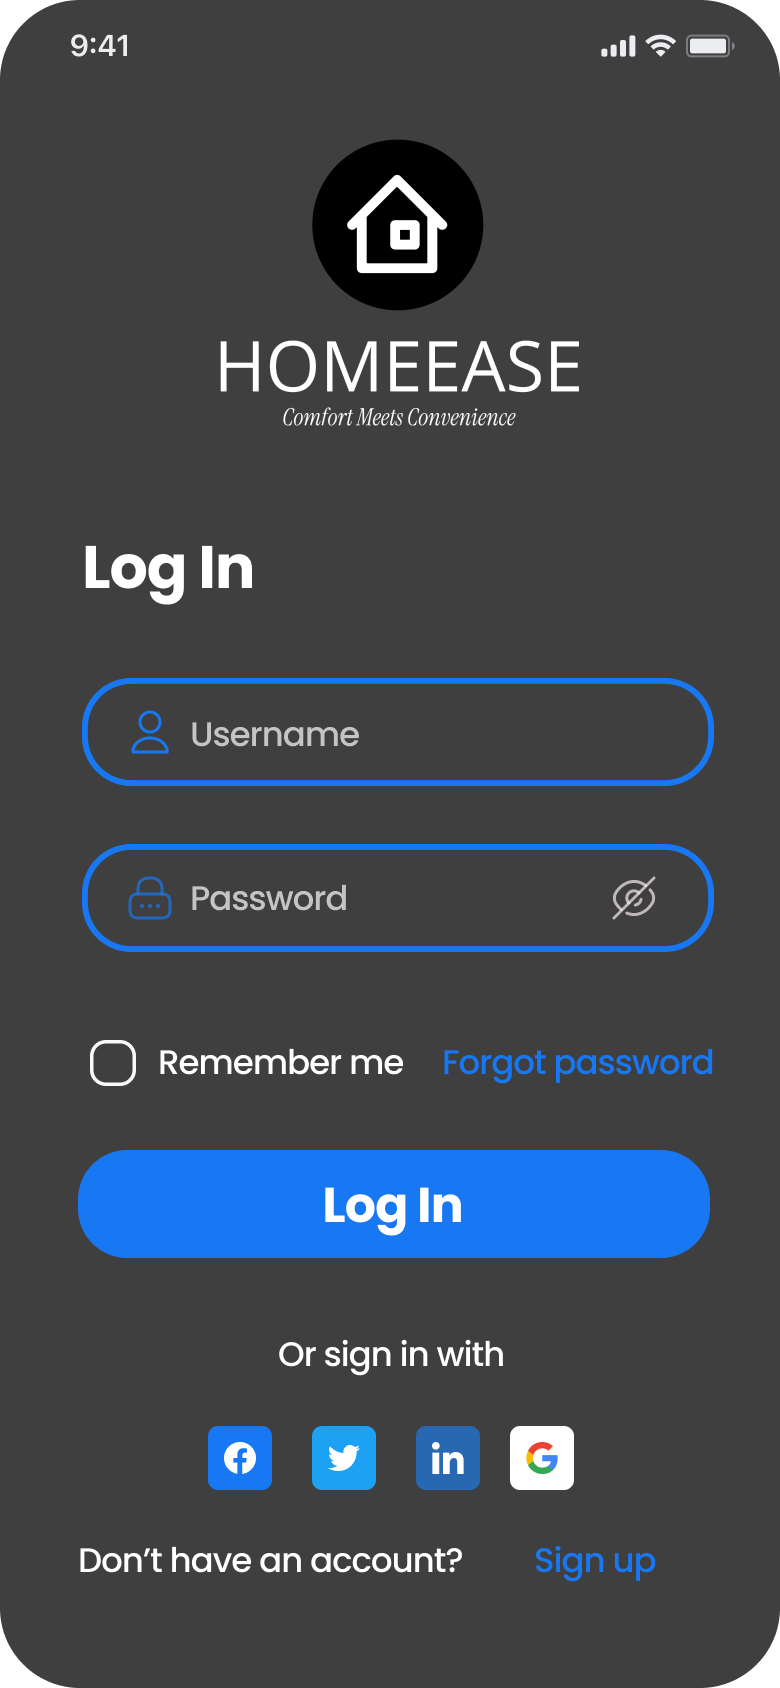 9:41
HOMEEASE
Comfort Meets Convenience
Log In
Username
Password
Remember me Forgot password
Log In
Or sign in with
in
Don’t have an account? Sign up